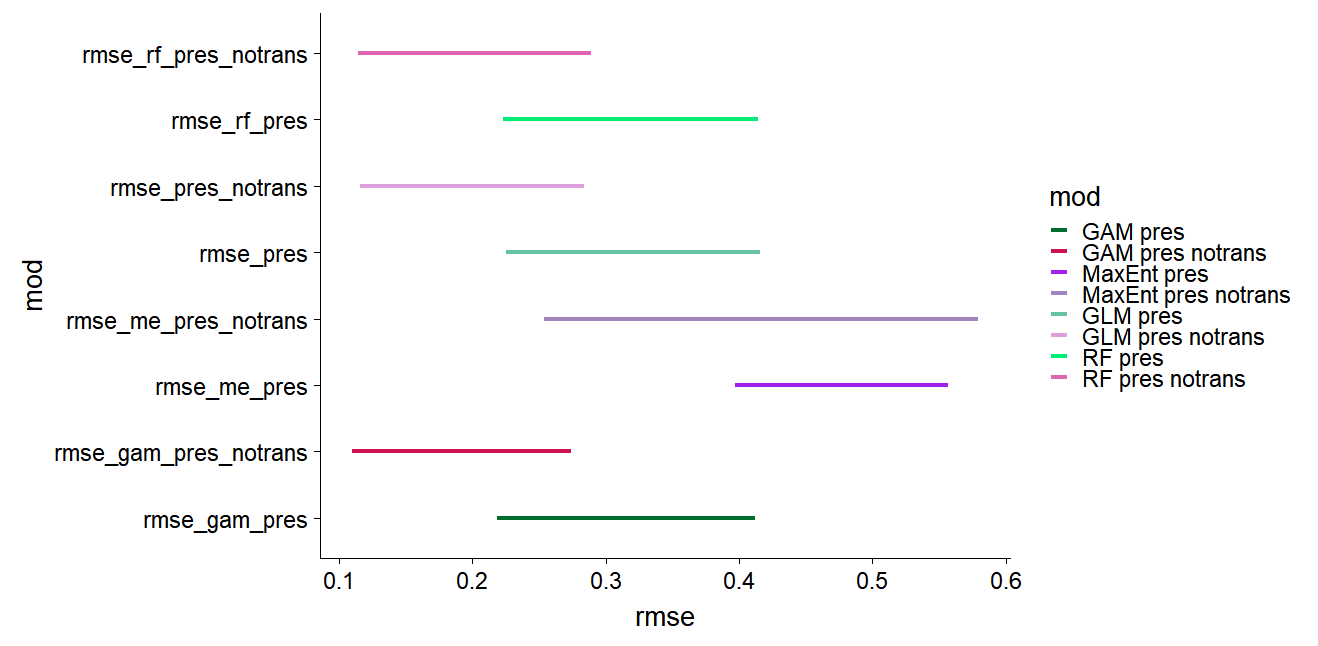 rmse_rf_pres_notrans
rmse_rf_pres
rmse_pres_notrans
rmse_pres
rmse_me_pres_notrans
rmse_me_pres
rmse_gam_pres_notrans
rmse_gam_pres
mod
0.1 0.2 0.3 0.4 0.5 0.6
rmse
mod
GAM pres
GAM pres notrans
MaxEnt pres
MaxEnt pres notrans
GLM pres
GLM pres notrans
RF pres
RF pres notrans